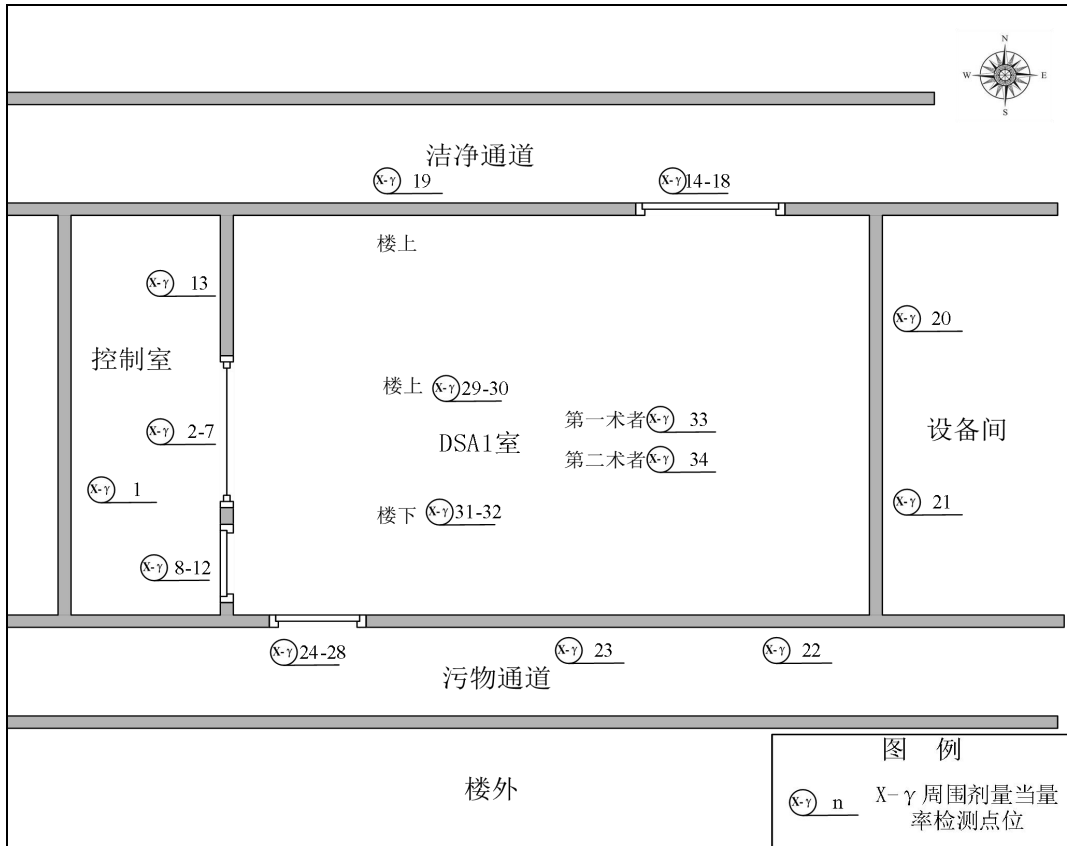 N
W E
S
洁净通道
X-γ 19
X-γ 14-18
楼上
X-γ 13
X-γ 20
控制室
楼上 X-γ 29-30
第一术者 X-γ 33
X-γ 2-7
DSA1室
设备间
第二术者 X-γ 34
X-γ 1
X-γ 21
楼下 X-γ 31-32
X-γ 8-12
X-γ 24-28
X-γ 23
X-γ 22
污物通道
楼外
图 例
X-γ n
X-γ周围剂量当量
率检测点位